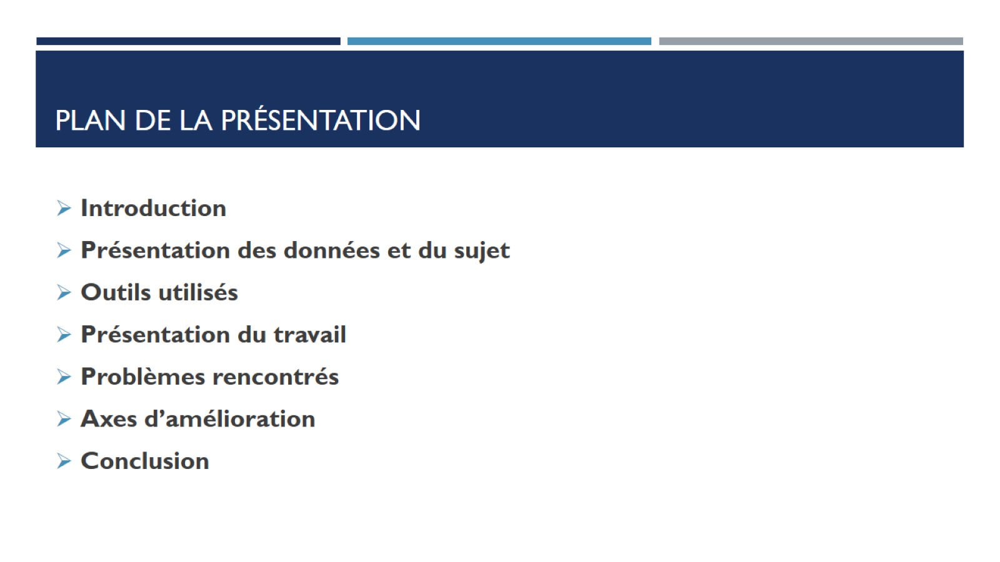 PLAN DE LA PRÉSENTATION
Introduction
Présentation des données et du sujet
Outils utilisés
Présentation du travail
Problèmes rencontrés
Axes d’amélioration
Conclusion